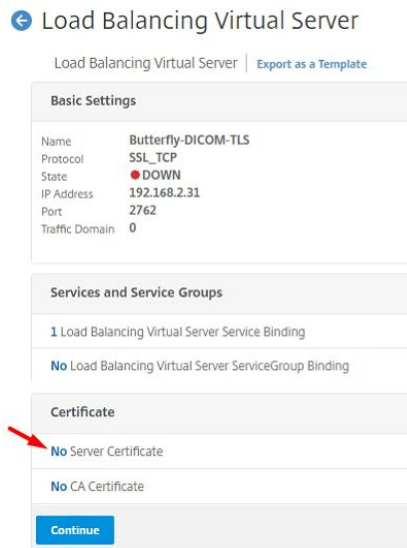 Load Balancing Virtual Server
Load Balancing Virtual Server | Export as a Template
Basic Settings
Name Butterfly-DICOM-TLS
Protocol SSL_TCP
State DOWN
IP Address 192.168.2.31
Port 2762
Traffic Domain 0
Services and Service Groups
1 Load Balancing Virtual Server Service Binding
No Load Balancing Virtual Server ServiceGroup Binding
Certificate
No Server Certificate
No CA Certificate
Continue